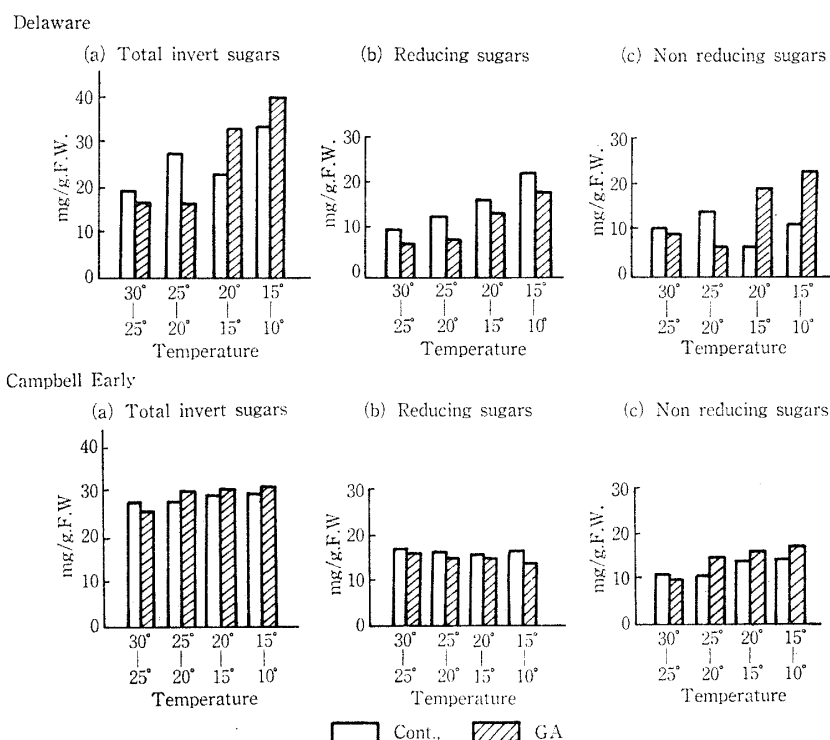 Delaware
(a) Total invert sugars
(b) Reducing sugars
(c) Non reducing sugars
mg/g.F.W.
40
30
20
10
0
30° 25° 20° 15°
25° 20° 15° 10°
Temperature
mg/g.F.W.
30
20
10
0
30° 25° 20° 15°
25° 20° 15° 10°
Temperature
mg/g.F.W.
30
20
10
0
30° 25° 20° 15°
25° 20° 15° 10°
Temperature
Campbell Early
(a) Total invert sugars
(b) Reducing sugars
(c) Non reducing sugars
mg/g.F.W
40
30
20
10
0
30° 25° 20° 15°
25° 20° 15° 10°
Temperature
mg/g.F.W
30
20
10
0
30° 25° 20° 15°
25° 20° 15° 10°
Temperature
mg/g.F.W.
30
20
10
0
30° 25° 20° 15°
25° 20° 15° 10°
Temperature
Cont., GA